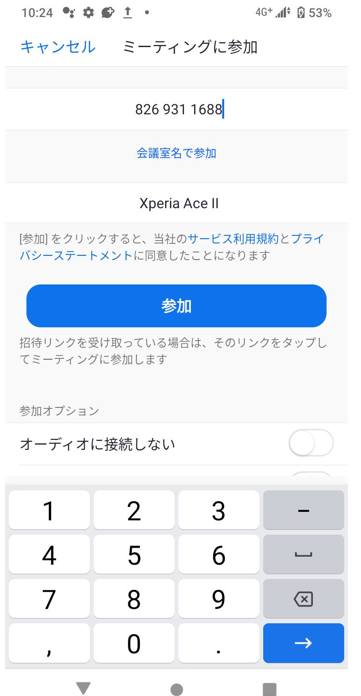 10:24
4G+ 53%
キャンセル ミーティングに参加
826 931 1688
会議室名で参加
Xperia Ace II
[参加] をクリックすると、当社のサービス利用規約とプライ
バシーステートメントに同意したことになります
参加
招待リンクを受け取っている場合は、そのリンクをタップし
てミーティングに参加します
参加オプション
オーディオに接続しない
1 2 3 −
4 5 6
7 8 9
, 0 .